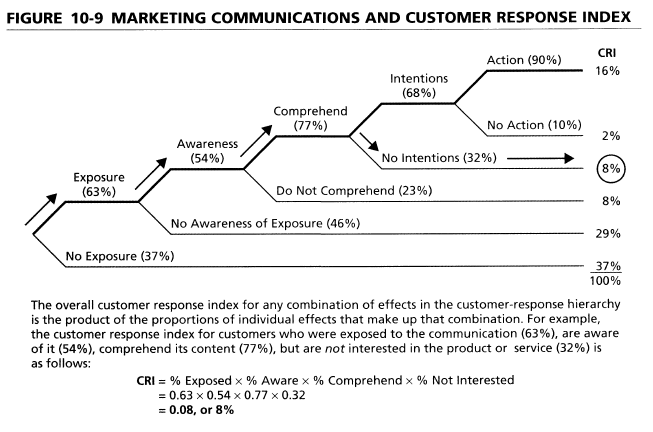 FIGURE 10-9 MARKETING COMMUNICATIONS AND CUSTOMER RESPONSE INDEX
CRI
Action (90%)
16%
Intentions
(68%)
No Action (10%)
2%
Comprehend
(77%)
No Intentions (32%)
8%
Awareness
(54%)
Do Not Comprehend (23%)
8%
Exposure
(63%)
No Awareness of Exposure (46%)
29%
No Exposure (37%)
37%
100%
The overall customer response index for any combination of effects in the customer-response hierarchy
is the product of the proportions of individual effects that make up that combination. For example,
the customer response index for customers who were exposed to the communication (63%), are aware
of it (54%), comprehend its content (77%), but are not interested in the product or service (32%) is
as follows:
CRI = % Exposed × % Aware × % Comprehend × % Not Interested
= 0.63 × 0.54 × 0.77 × 0.32
= 0.08, or 8%